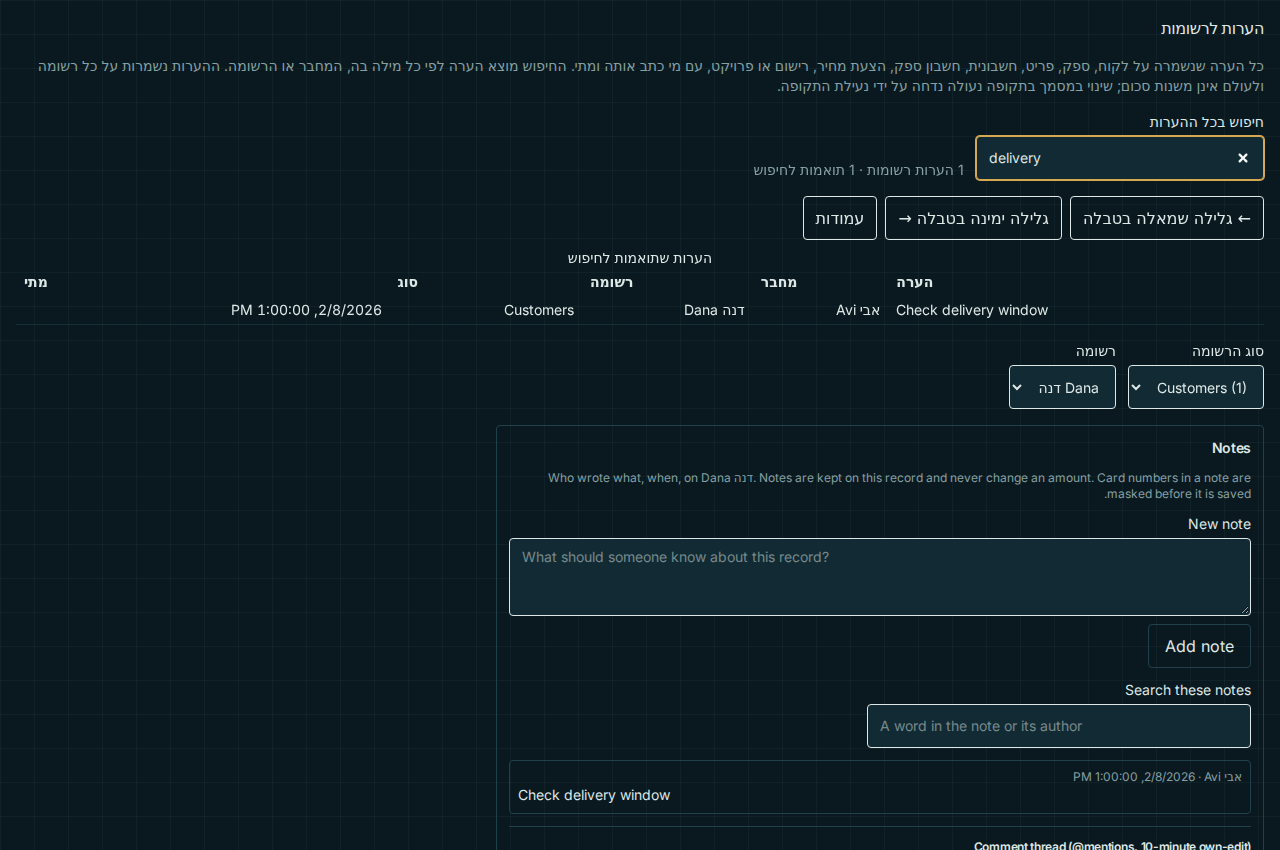 הערות לרשומות
כל הערה שנשמרה על לקוח, ספק, פריט, חשבונית, חשבון ספק, הצעת מחיר, רישום או פרויקט, עם מי כתב אותה ומתי. החיפוש מוצא הערה לפי כל מילה בה, המחבר או הרשומה. ההערות נשמרות על כל רשומה
ולעולם אינן משנות סכום; שינוי במסמך בתקופה נעולה נדחה על ידי נעילת התקופה.
חיפוש בכל ההערות
delivery ×
1 הערות רשומות · 1 תואמות לחיפוש
← גלילה שמאלה בטבלה
גלילה ימינה בטבלה →
עמודות
הערות שתואמות לחיפוש
הערה מחבר רשומה סוג מתי
Check delivery window אבי Avi דנה Dana Customers 2/8/2026, 1:00:00 PM
סוג הרשומה רשומה
Customers (1) דנה Dana
Notes
Who wrote what, when, on Dana דנה. Notes are kept on this record and never change an amount. Card numbers in a note are
masked before it is saved.
New note
What should someone know about this record?
Add note
Search these notes
A word in the note or its author
אבי Avi · 2/8/2026, 1:00:00 PM
Check delivery window
Comment thread (@mentions, 10-minute own-edit)